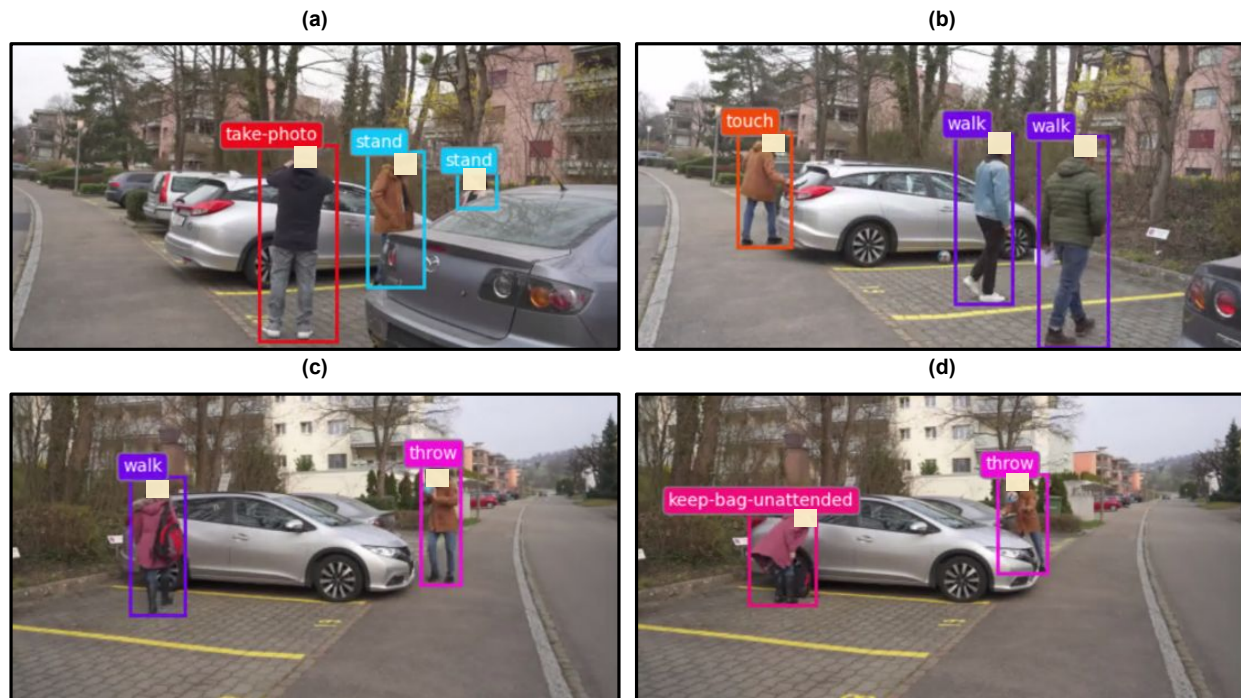 (a)
(b)
take-photo
stand
stand
touch
walk
walk
(c)
(d)
walk
throw
throw
keep-bag-unattended